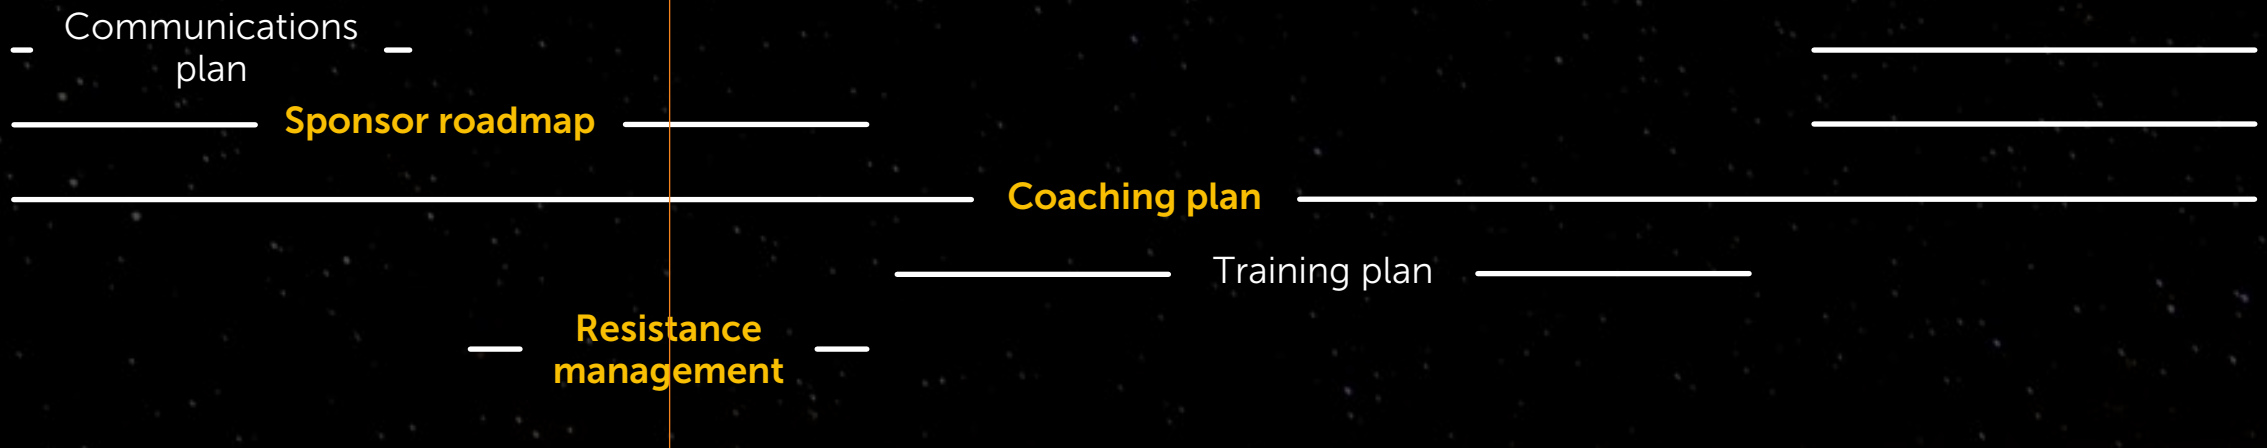 Communications
plan
Sponsor roadmap
Coaching plan
Training plan
Resistance
management